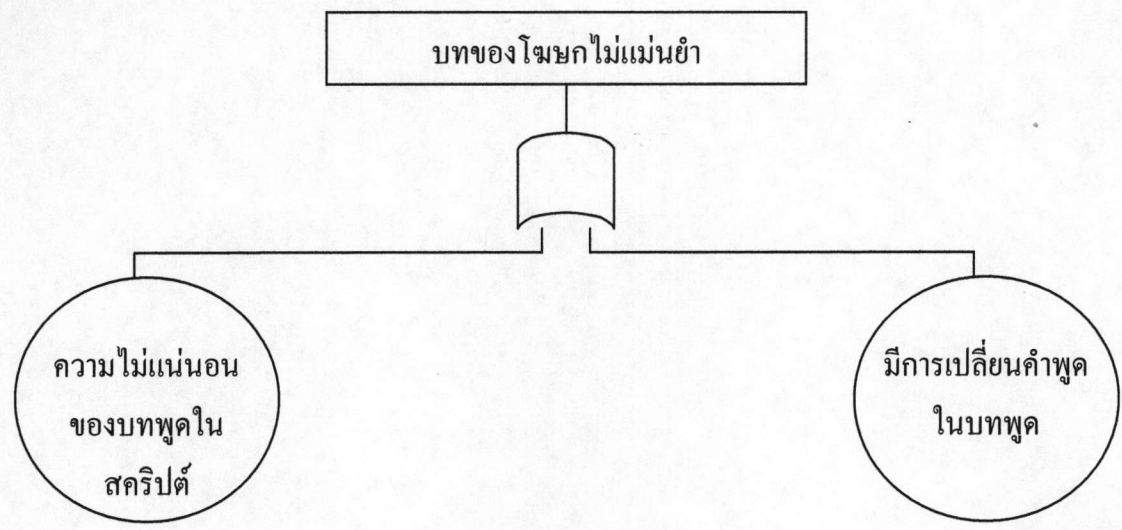 บทของโฆษกไม่แม่นยำ
ความไม่แน่นอน
ของบทพูดใน
สคริปต์
มีการเปลี่ยนคำพูด
ในบทพูด